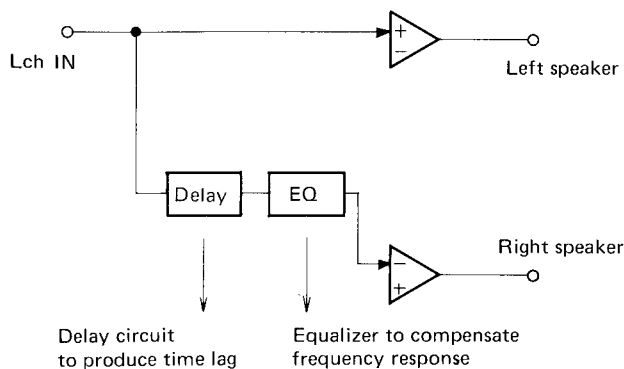 Lch IN
+
−
Left speaker
Delay
EQ
Right speaker
−
+
Delay circuit
to produce time lag
Equalizer to compensate
frequency response